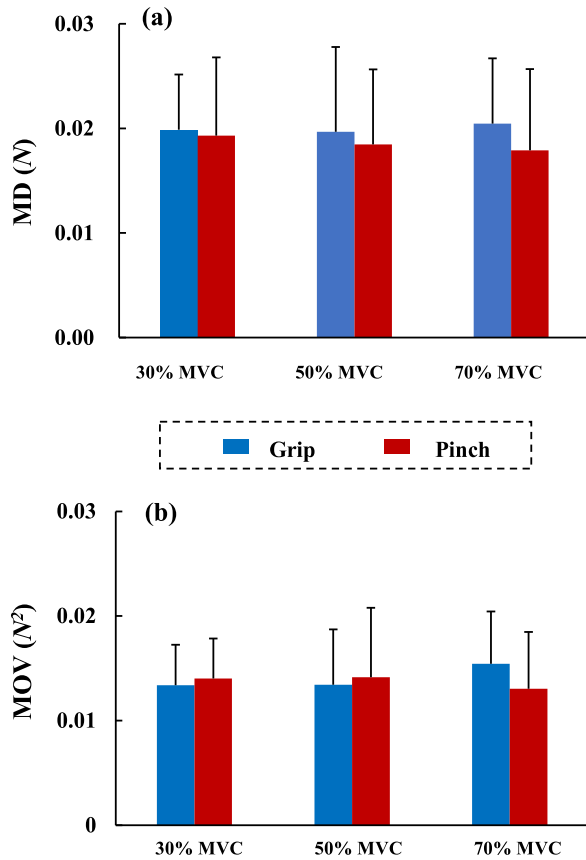 (a)
0.03
0.02
0.01
0.00
MD (N)
30% MVC 50% MVC 70% MVC
Grip Pinch
(b)
0.03
0.02
0.01
0
MOV (N²)
30% MVC 50% MVC 70% MVC